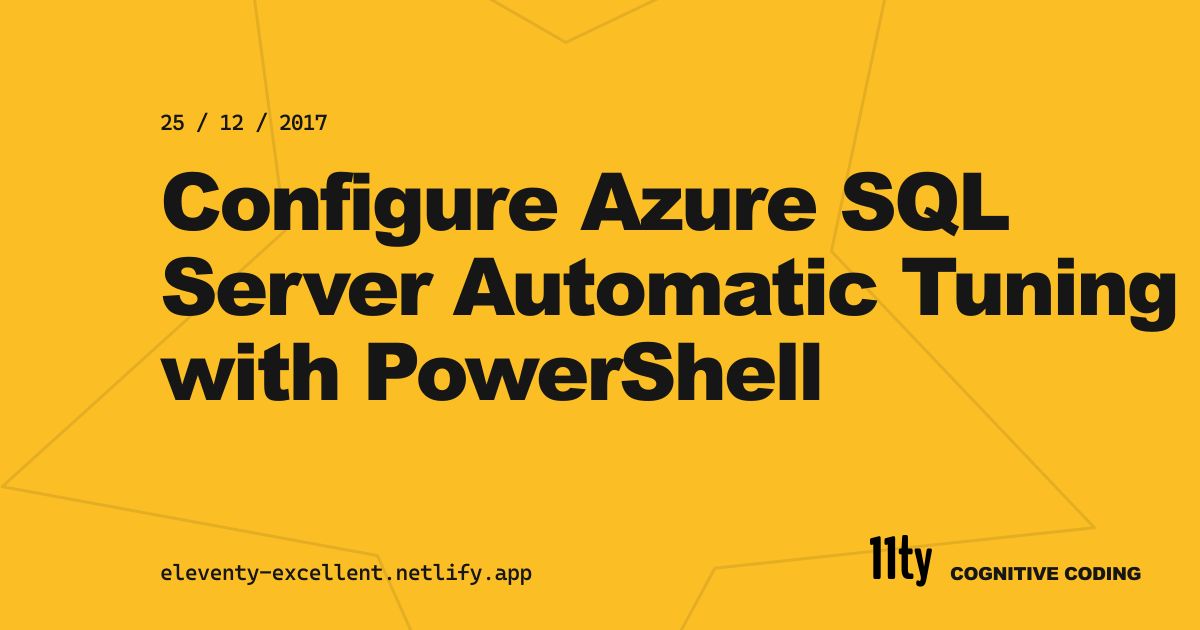 25 / 12 / 2017
Configure Azure SQL
Server Automatic Tuning
with PowerShell
eleventy-excellent.netlify.app
11ty COGNITIVE CODING